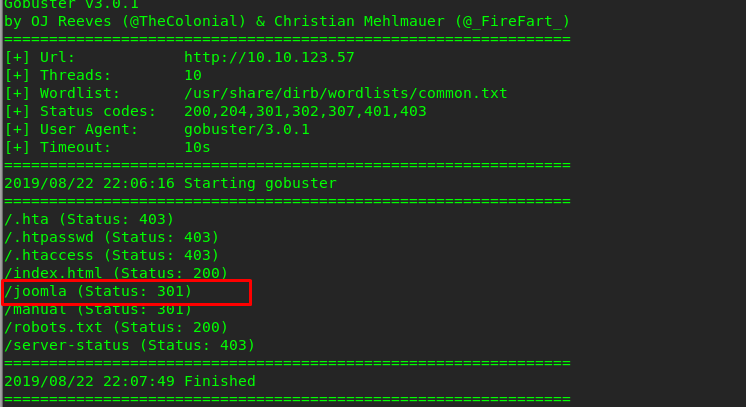 Gobuster v3.0.1
by OJ Reeves (@TheColonial) & Christian Mehlmauer (@_FireFart_)
===============================================================
[+] Url:            http://10.10.123.57
[+] Threads:        10
[+] Wordlist:       /usr/share/dirb/wordlists/common.txt
[+] Status codes:   200,204,301,302,307,401,403
[+] User Agent:     gobuster/3.0.1
[+] Timeout:        10s
===============================================================
2019/08/22 22:06:16 Starting gobuster
===============================================================
/.hta (Status: 403)
/.htpasswd (Status: 403)
/.htaccess (Status: 403)
/index.html (Status: 200)
/joomla (Status: 301)
/manual (Status: 301)
/robots.txt (Status: 200)
/server-status (Status: 403)
===============================================================
2019/08/22 22:07:49 Finished
===============================================================